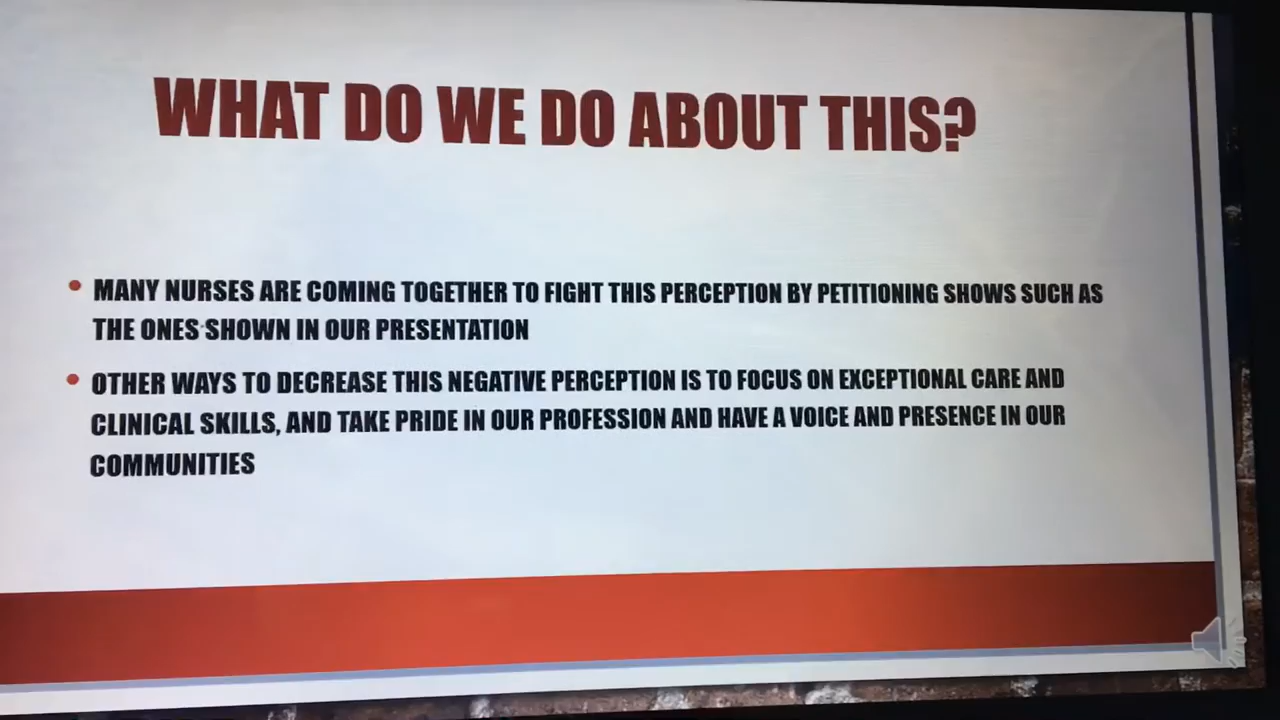 WHAT DO WE DO ABOUT THIS?
• MANY NURSES ARE COMING TOGETHER TO FIGHT THIS PERCEPTION BY PETITIONING SHOWS SUCH AS
THE ONES SHOWN IN OUR PRESENTATION
• OTHER WAYS TO DECREASE THIS NEGATIVE PERCEPTION IS TO FOCUS ON EXCEPTIONAL CARE AND
CLINICAL SKILLS, AND TAKE PRIDE IN OUR PROFESSION AND HAVE A VOICE AND PRESENCE IN OUR
COMMUNITIES